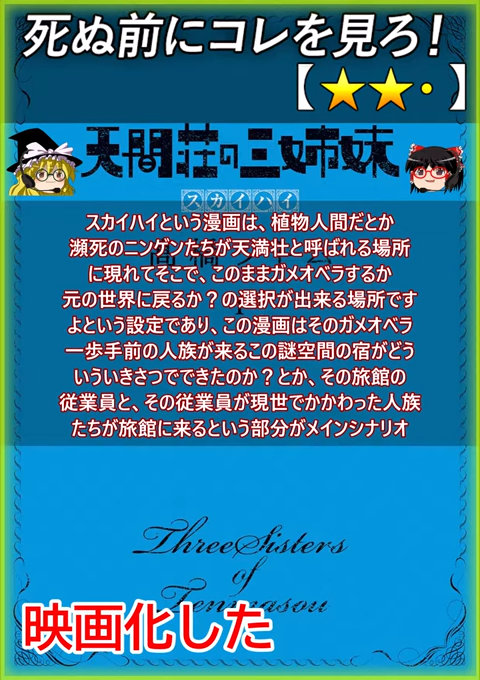 死ぬ前にコレを見ろ！
【★★・】
天間荘の三姉妹
スカイハイ
スカイハイという漫画は、植物人間だとか
瀕死のニンゲンたちが天満壮と呼ばれる場所
に現れてそこで、このままガメオベラするか
元の世界に戻るか？の選択が出来る場所です
よという設定であり、この漫画はそのガメオベラ
一歩手前の人族が来るこの謎空間の宿がどう
いういきさつでできたのか？とか、その旅館の
従業員と、その従業員が現世でかかわった人族
たちが旅館に来るという部分がメインシナリオ
Three Sisters
of
Tenmasou
映画化した